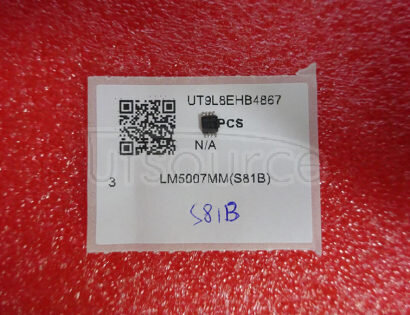 UT9L8EHB4867
PCS
N/A
3
LM5007MM(S81B)
S81B
utsource